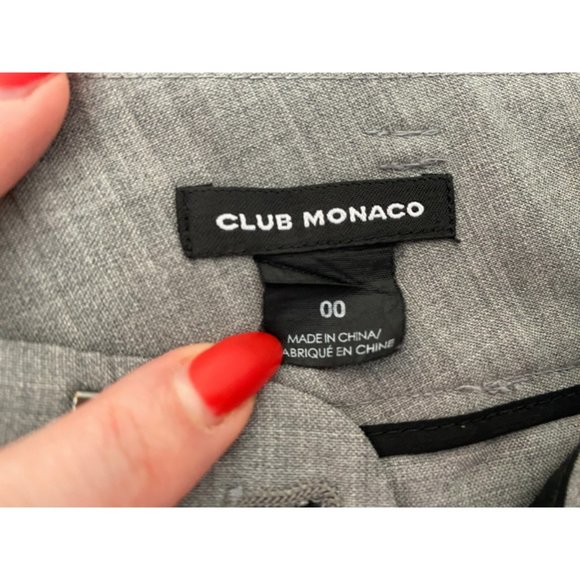 CLUB MONACO
00
MADE IN CHINA/
ABRIQUÉ EN CHINE